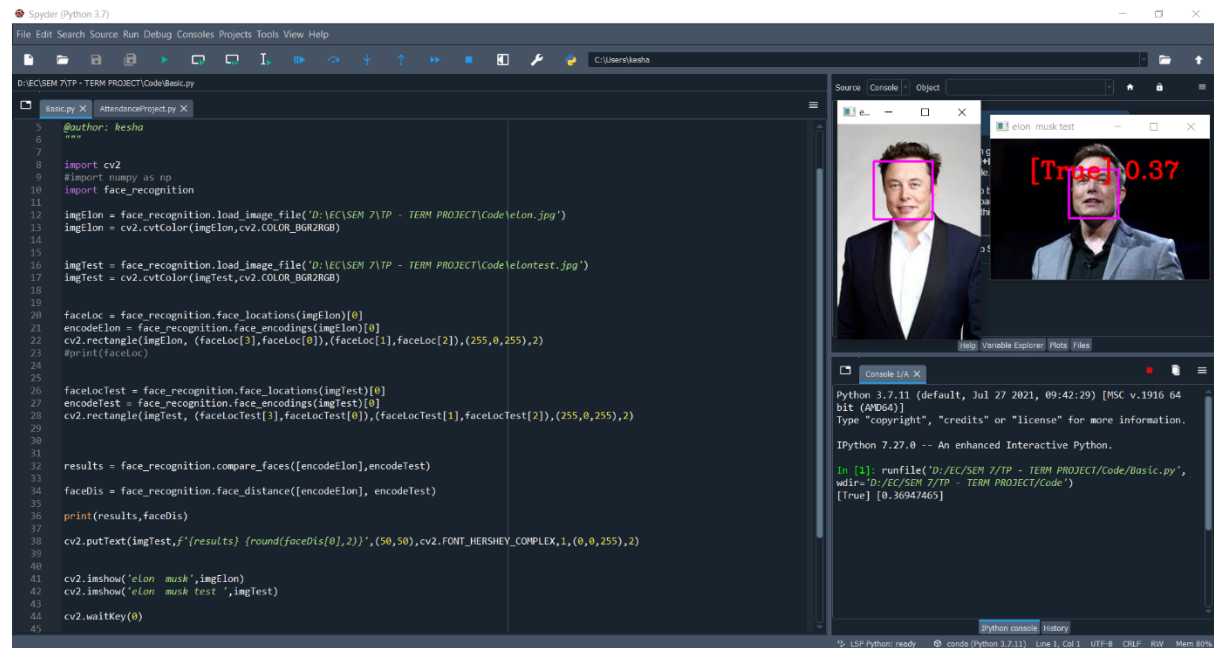 Spyder (Python 3.7)
File Edit Search Source Run Debug Consoles Projects Tools View Help
C:\Users\kesha
D:\EC\SEM 7\TP - TERM PROJECT\Code\Basic.py
Basic.py AttendanceProject.py
5 @author: kesha
6 """
7
8 import cv2
9 #import numpy as np
10 import face_recognition
11
12 imgElon = face_recognition.load_image_file('D:\EC\SEM 7\TP - TERM PROJECT\Code\elon.jpg')
13 imgElon = cv2.cvtColor(imgElon,cv2.COLOR_BGR2RGB)
14
15
16 imgTest = face_recognition.load_image_file('D:\EC\SEM 7\TP - TERM PROJECT\Code\elontest.jpg')
17 imgTest = cv2.cvtColor(imgTest,cv2.COLOR_BGR2RGB)
18
19
20 faceLoc = face_recognition.face_locations(imgElon)[0]
21 encodeElon = face_recognition.face_encodings(imgElon)[0]
22 cv2.rectangle(imgElon, (faceLoc[3],faceLoc[0]),(faceLoc[1],faceLoc[2]),(255,0,255),2)
23 #print(faceLoc)
24
25
26 faceLocTest = face_recognition.face_locations(imgTest)[0]
27 encodeTest = face_recognition.face_encodings(imgTest)[0]
28 cv2.rectangle(imgTest, (faceLocTest[3],faceLocTest[0]),(faceLocTest[1],faceLocTest[2]),(255,0,255),2)
29
30
31
32 results = face_recognition.compare_faces([encodeElon],encodeTest)
33
34 faceDis = face_recognition.face_distance([encodeElon], encodeTest)
35
36 print(results,faceDis)
37
38 cv2.putText(imgTest,f'{results} {round(faceDis[0],2)}',(50,50),cv2.FONT_HERSHEY_COMPLEX,1,(0,0,255),2)
39
40
41 cv2.imshow('elon  musk',imgElon)
42 cv2.imshow('elon  musk test ',imgTest)
43
44 cv2.waitKey(0)
45
Source Console Object
e...
elon musk test
[True] 0.37
Help Variable Explorer Plots Files
Console 1/A
Python 3.7.11 (default, Jul 27 2021, 09:42:29) [MSC v.1916 64
bit (AMD64)]
Type "copyright", "credits" or "license" for more information.
IPython 7.27.0 -- An enhanced Interactive Python.
In [1]: runfile('D:/EC/SEM 7/TP - TERM PROJECT/Code/Basic.py',
wdir='D:/EC/SEM 7/TP - TERM PROJECT/Code')
[True] [0.36947465]
IPython console History
LSP Python: ready conda (Python 3.7.11) Line 1, Col 1 UTF-8 CRLF RW Mem 80%